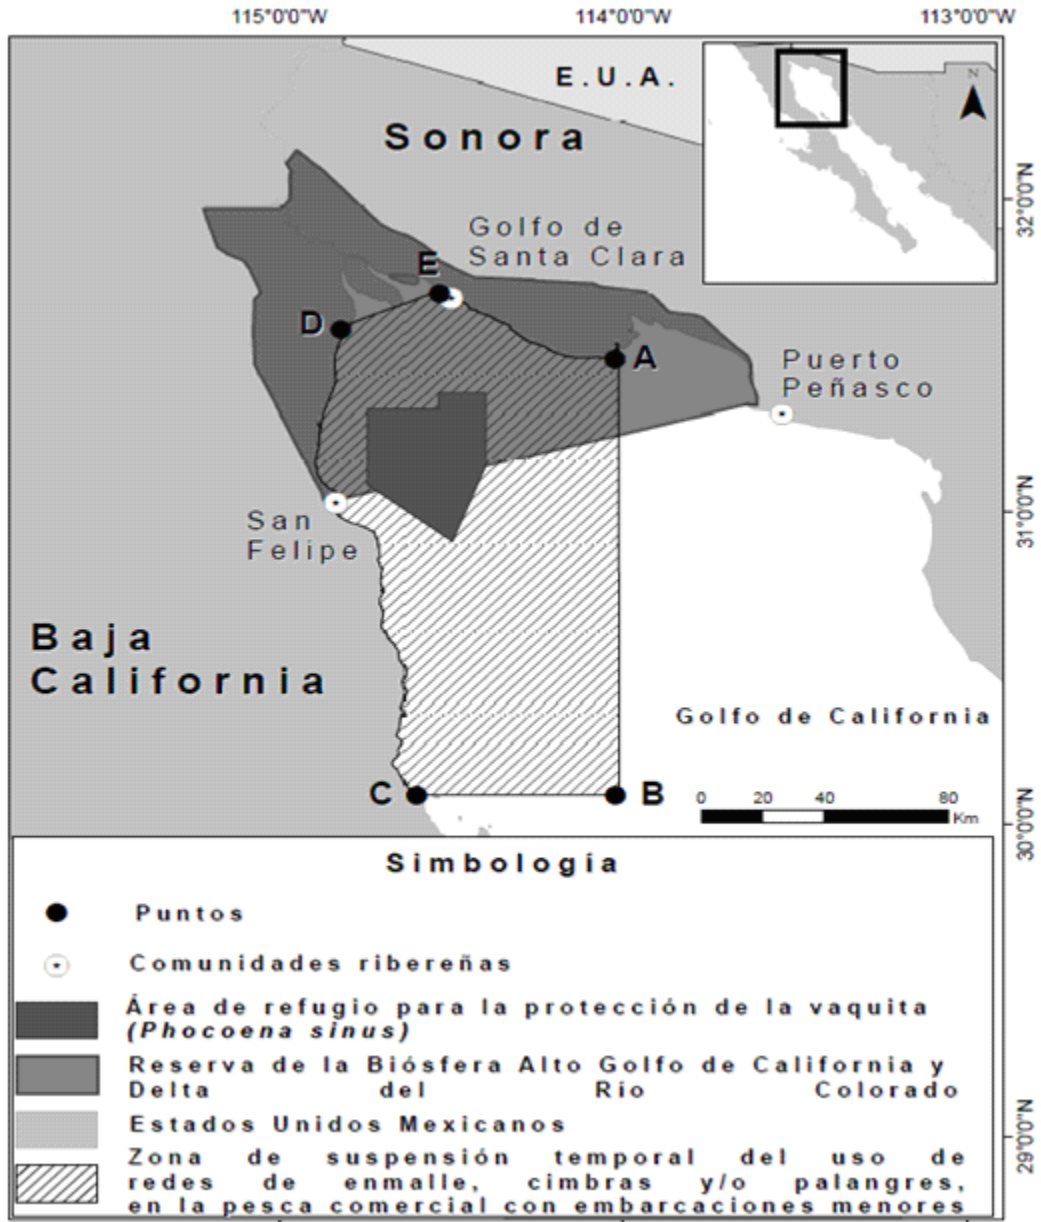 115°0'0"W
114°0'0"W
113°0'0"W
E.U.A.
N
Sonora
32°0'0"N
Golfo de
Santa Clara
E
D
A
Puerto
Peñasco
San
Felipe
31°0'0"N
Baja
California
Golfo de California
C
B
0 20 40 80
Km
30°0'0"N
Simbología
Puntos
Comunidades ribereñas
Área de refugio para la protección de la vaquita
(Phocoena sinus)
Reserva de la Biósfera Alto Golfo de California y
Delta del Río Colorado
Estados Unidos Mexicanos
29°0'0"N
Zona de suspensión temporal del uso de
redes de enmalle, cimbras y/o palangres,
en la pesca comercial con embarcaciones menores